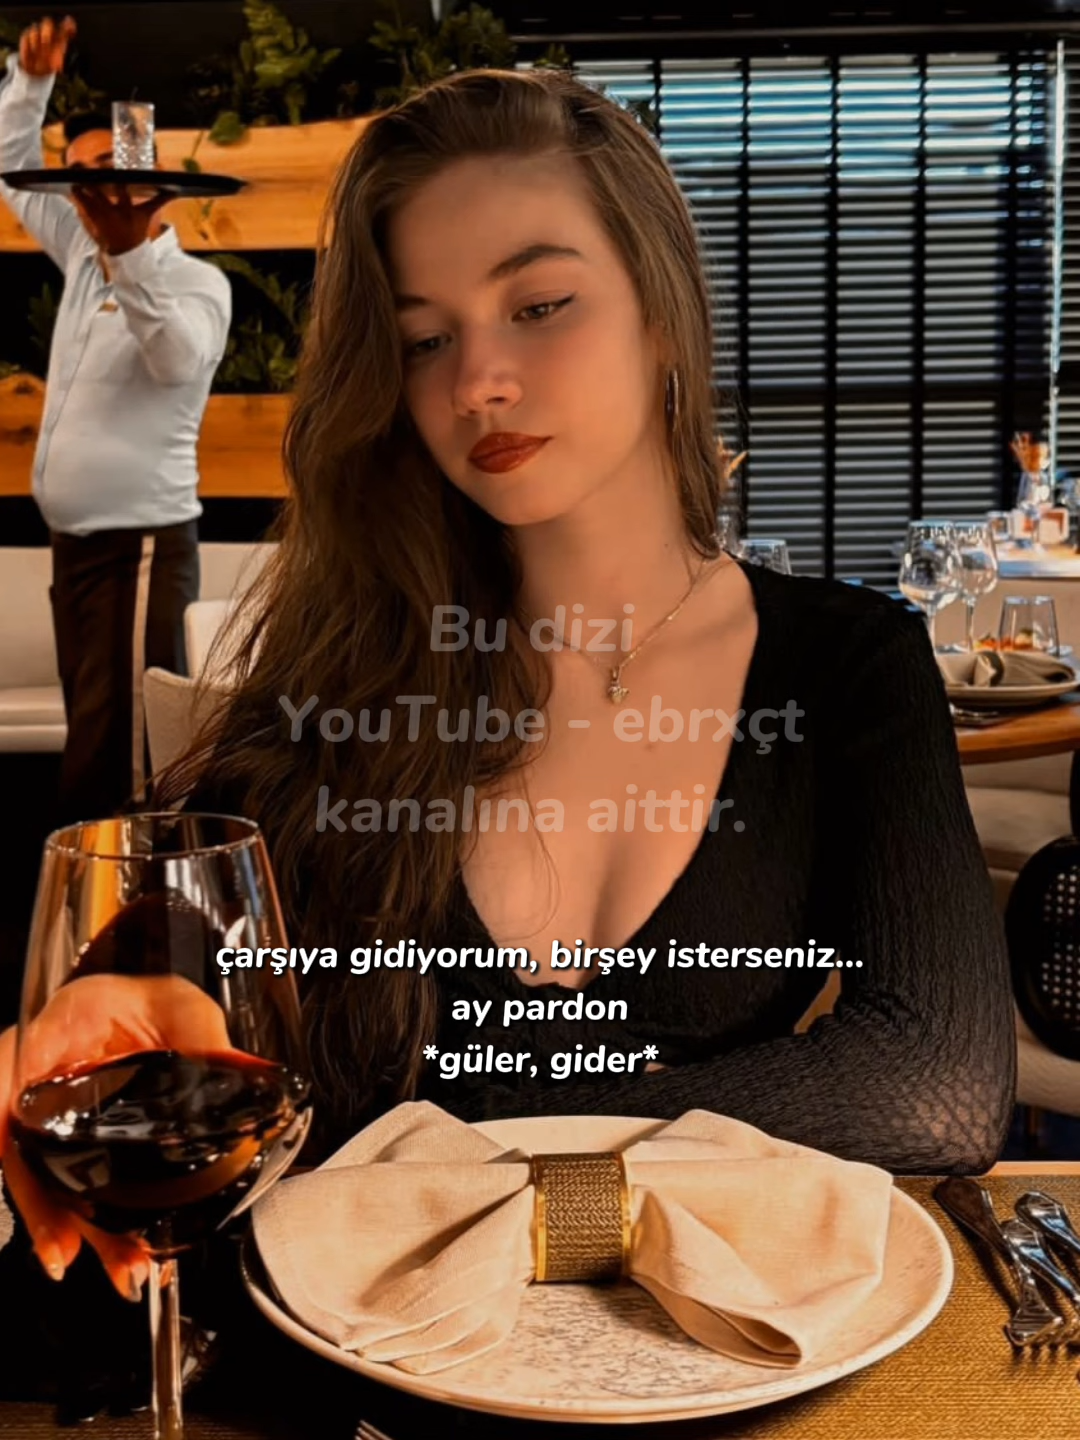 Bu dizi
YouTube - ebrxçt
kanalına aittir.
çarşıya gidiyorum, birşey isterseniz...
ay pardon
*güler, gider*